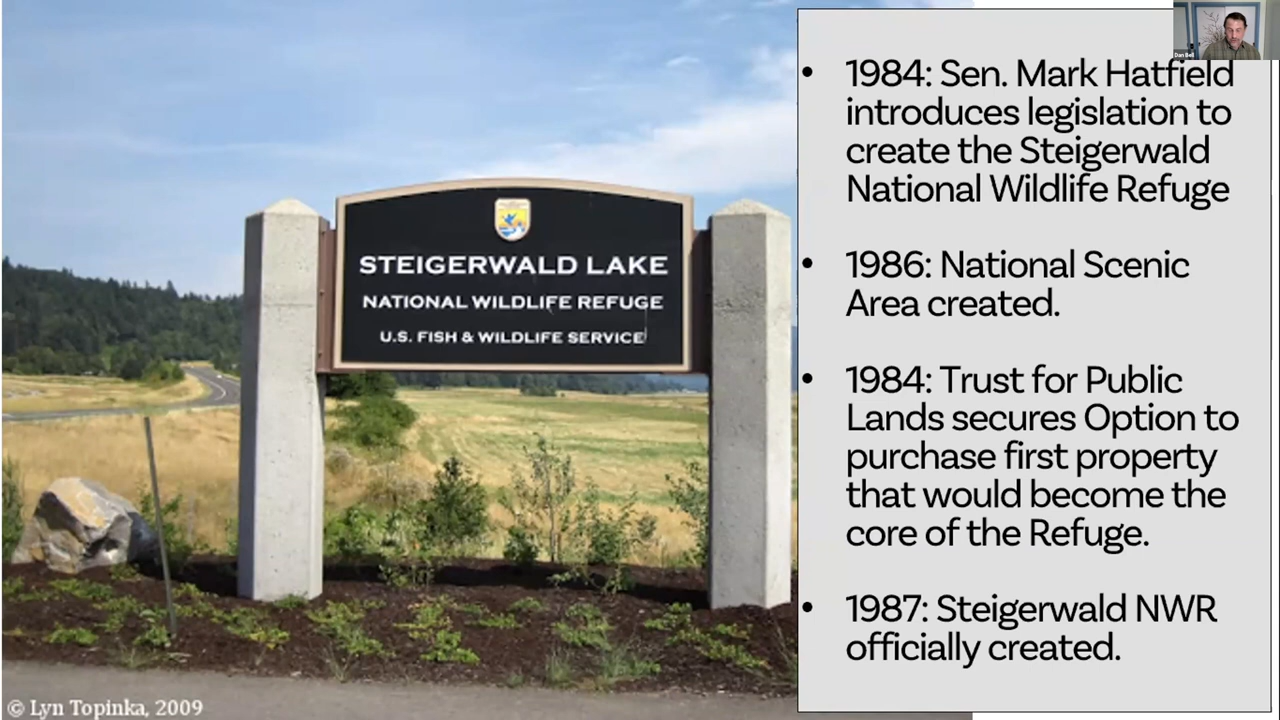 STEIGERWALD LAKE
NATIONAL WILDLIFE REFUGE
U.S. FISH & WILDLIFE SERVICE
© Lyn Topinka, 2009
Dan Bell
• 1984: Sen. Mark Hatfield
introduces legislation to
create the Steigerwald
National Wildlife Refuge
• 1986: National Scenic
Area created.
• 1984: Trust for Public
Lands secures Option to
purchase first property
that would become the
core of the Refuge.
• 1987: Steigerwald NWR
officially created.